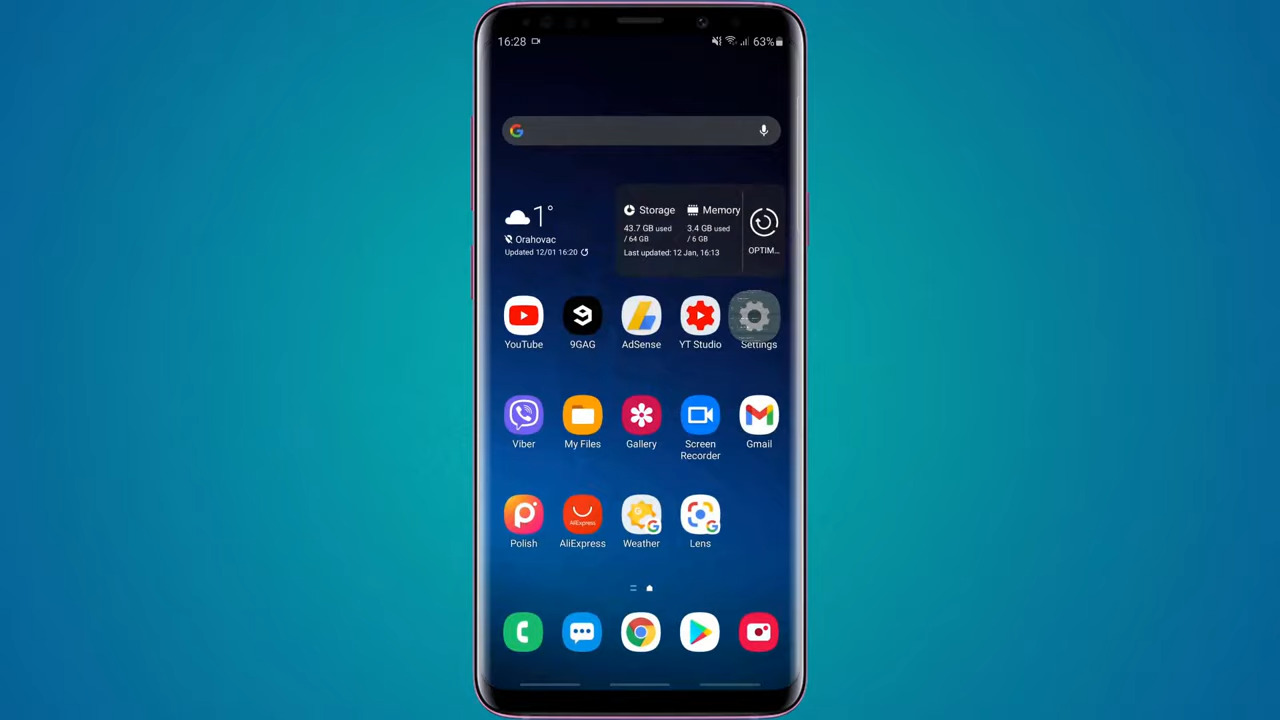 16:28
63%
1°
Orahovac
Updated 12/01 16:20
Storage
43.7 GB used
/ 64 GB
Memory
3.4 GB used
/ 6 GB
Last updated: 12 Jan, 16:13
OPTIM...
YouTube
9GAG
AdSense
YT Studio
Settings
Viber
My Files
Gallery
Screen
Recorder
Gmail
AliExpress
Polish
AliExpress
Weather
Lens